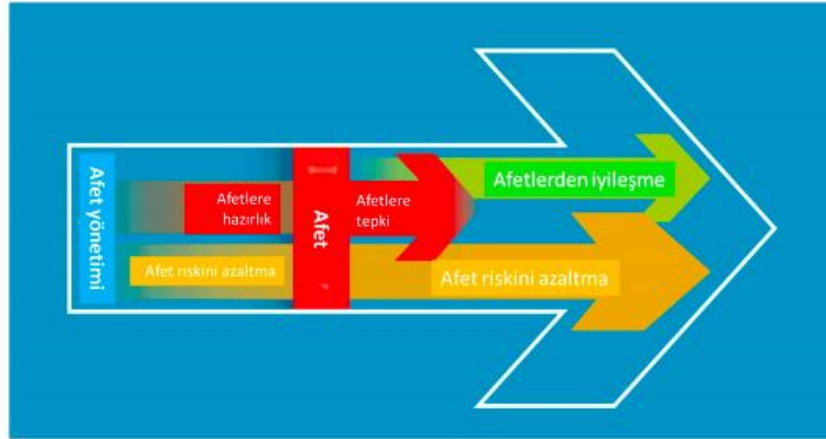 Afet yönetimi
Afetlere
hazırlık
Afet
Afetlere
tepki
Afetlerden iyileşme
Afet riskini azaltma
Afet riskini azaltma